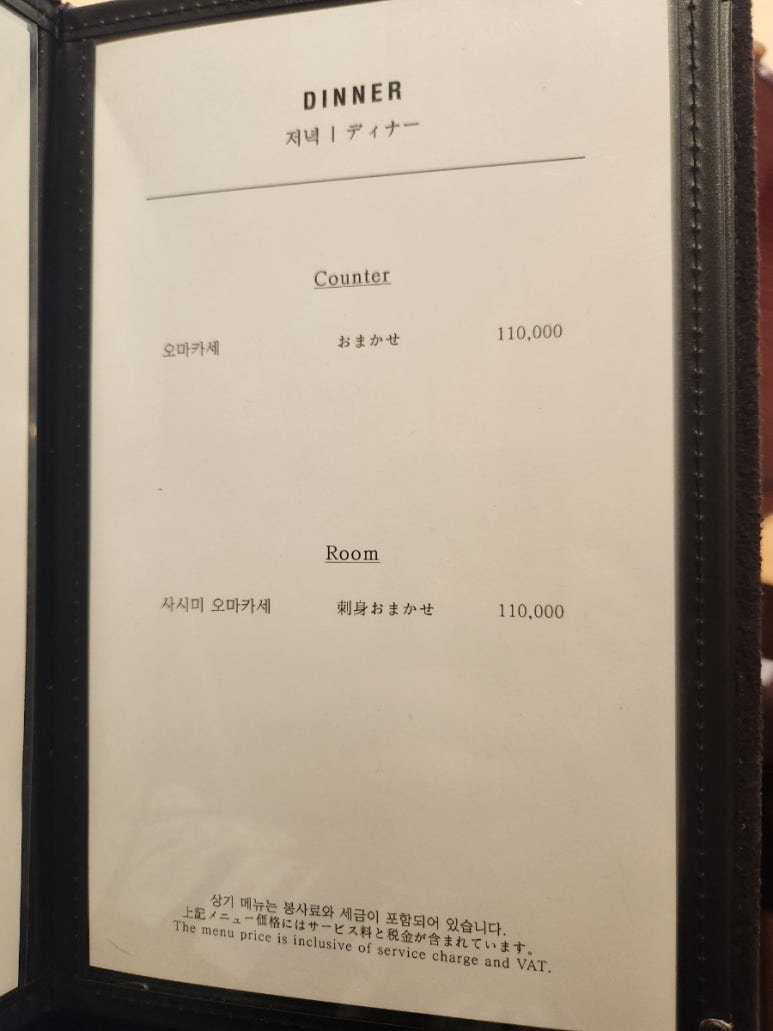 DINNER
저녁 | ディナー
Counter
오마카세 おまかせ 110,000
Room
사시미 오마카세 刺身おまかせ 110,000
상기 메뉴는 봉사료와 세금이 포함되어 있습니다.
上記メニュー価格にはサービス料と税金が含まれています。
The menu price is inclusive of service charge and VAT.